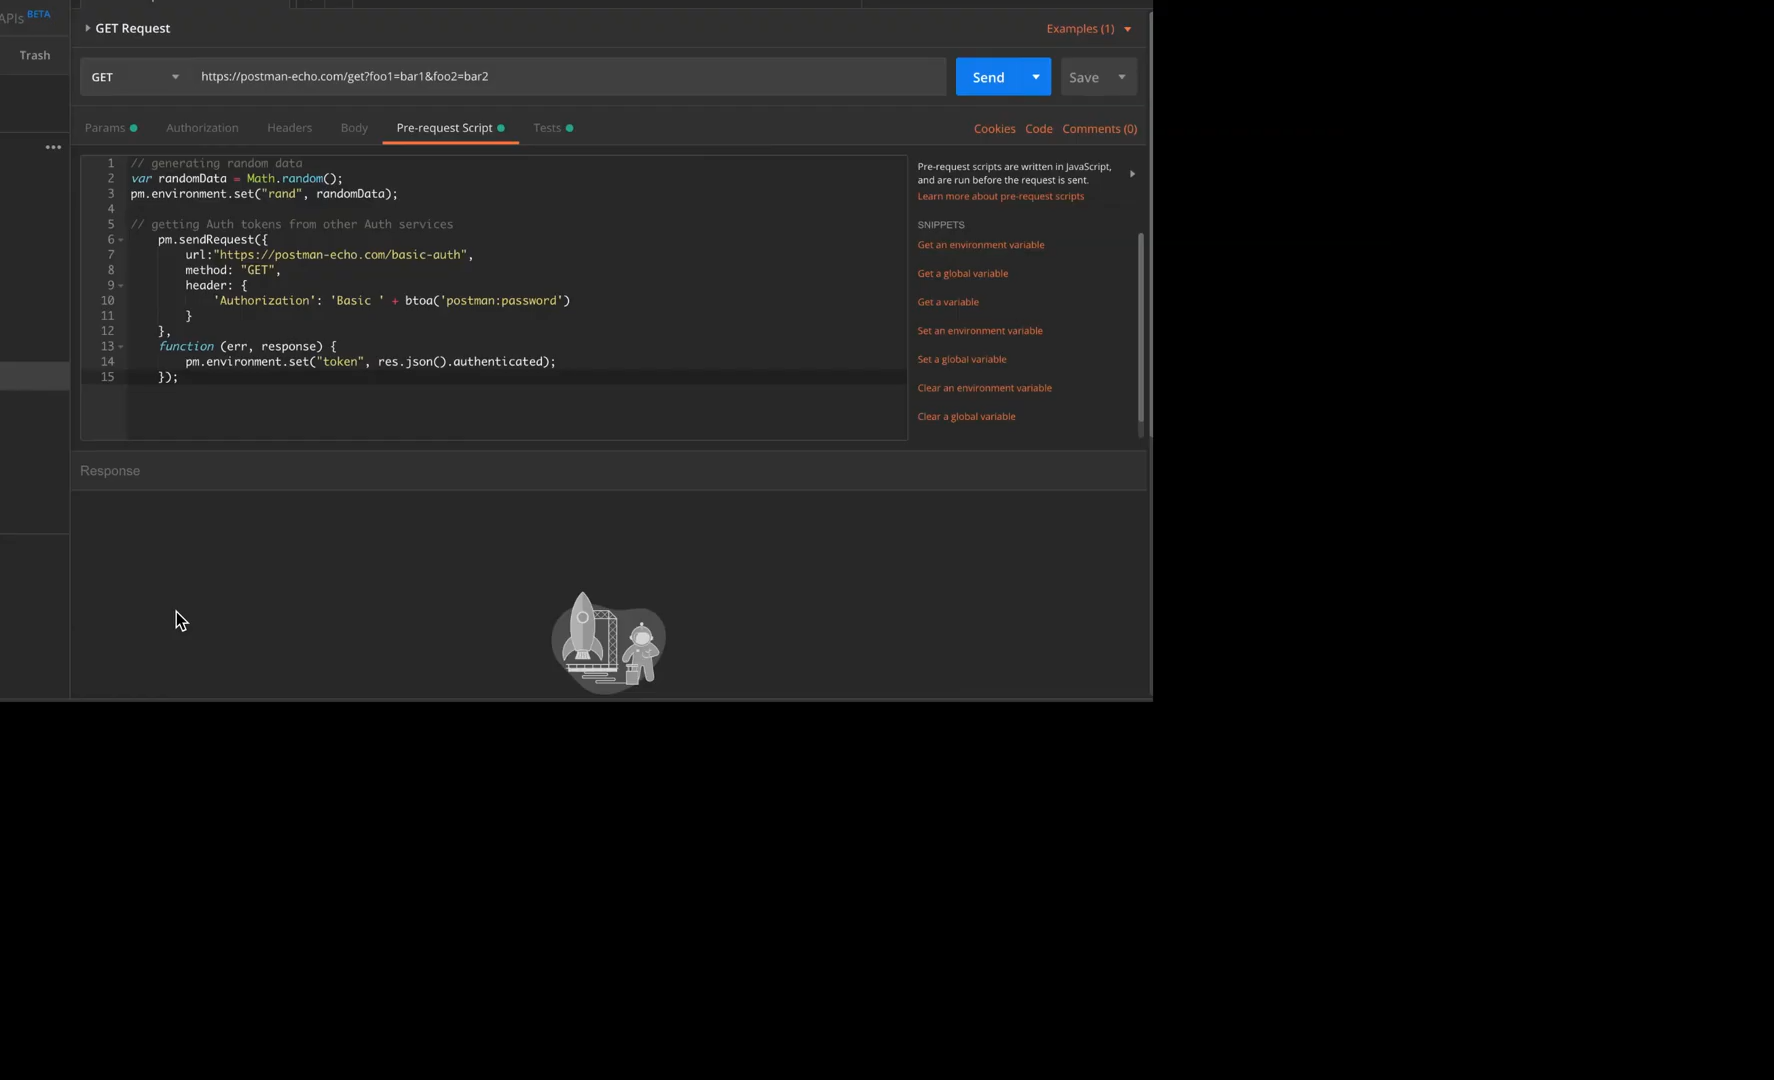 APIs BETA
Trash
GET Request
Examples (1)
GET
https://postman-echo.com/get?foo1=bar1&foo2=bar2
Send
Save
Params
Authorization
Headers
Body
Pre-request Script
Tests
Cookies
Code
Comments (0)
1 // generating random data
2 var randomData = Math.random();
3 pm.environment.set("rand", randomData);
4
5 // getting Auth tokens from other Auth services
6 pm.sendRequest({
7 url:"https://postman-echo.com/basic-auth",
8 method: "GET",
9 header: {
10 'Authorization': 'Basic ' + btoa('postman:password')
11 }
12 },
13 function (err, response) {
14 pm.environment.set("token", res.json().authenticated);
15 });
Pre-request scripts are written in JavaScript,
and are run before the request is sent.
Learn more about pre-request scripts
SNIPPETS
Get an environment variable
Get a global variable
Get a variable
Set an environment variable
Set a global variable
Clear an environment variable
Clear a global variable
Response